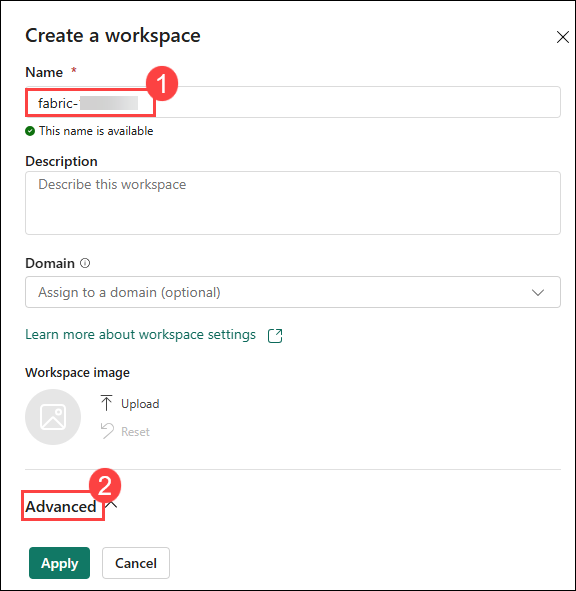 Create a workspace
Name *
1
fabric-
This name is available
Description
Describe this workspace
Domain
Assign to a domain (optional)
Learn more about workspace settings
Workspace image
Upload
Reset
2
Advanced
Apply Cancel